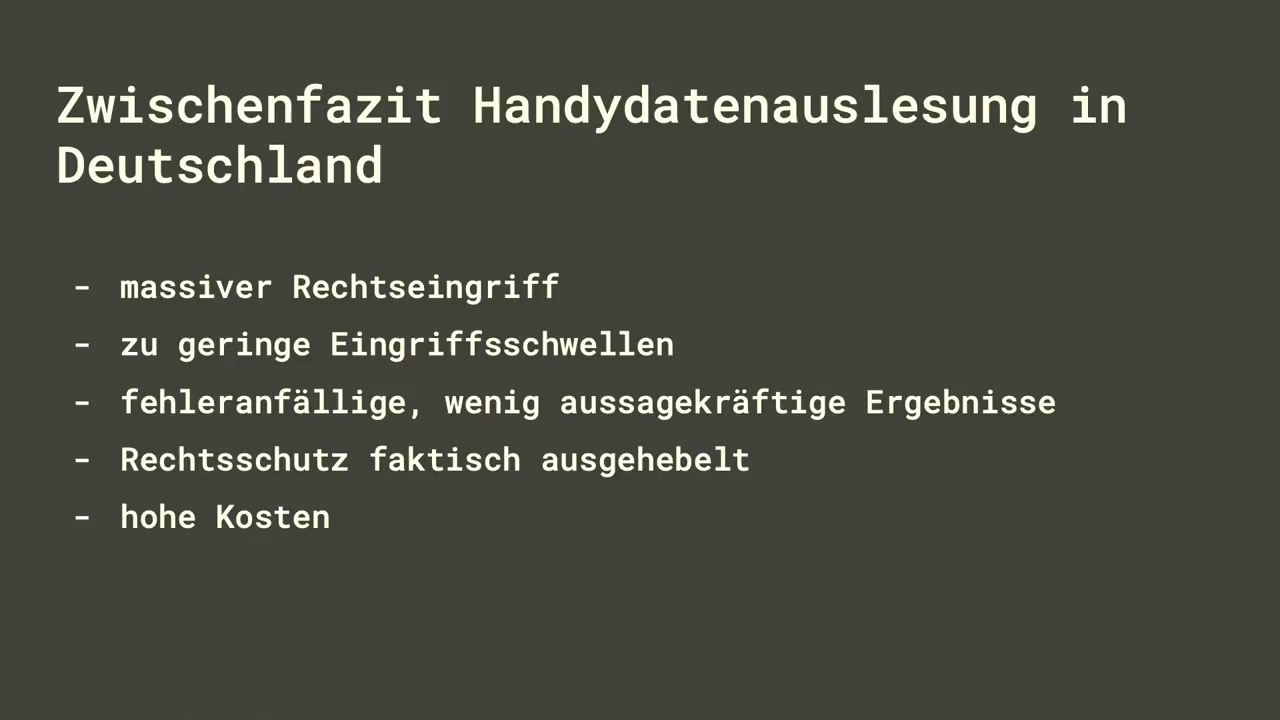 Zwischenfazit Handydatenauslesung in
Deutschland
- massiver Rechtseingriff
- zu geringe Eingriffsschwellen
- fehleranfällige, wenig aussagekräftige Ergebnisse
- Rechtsschutz faktisch ausgehebelt
- hohe Kosten